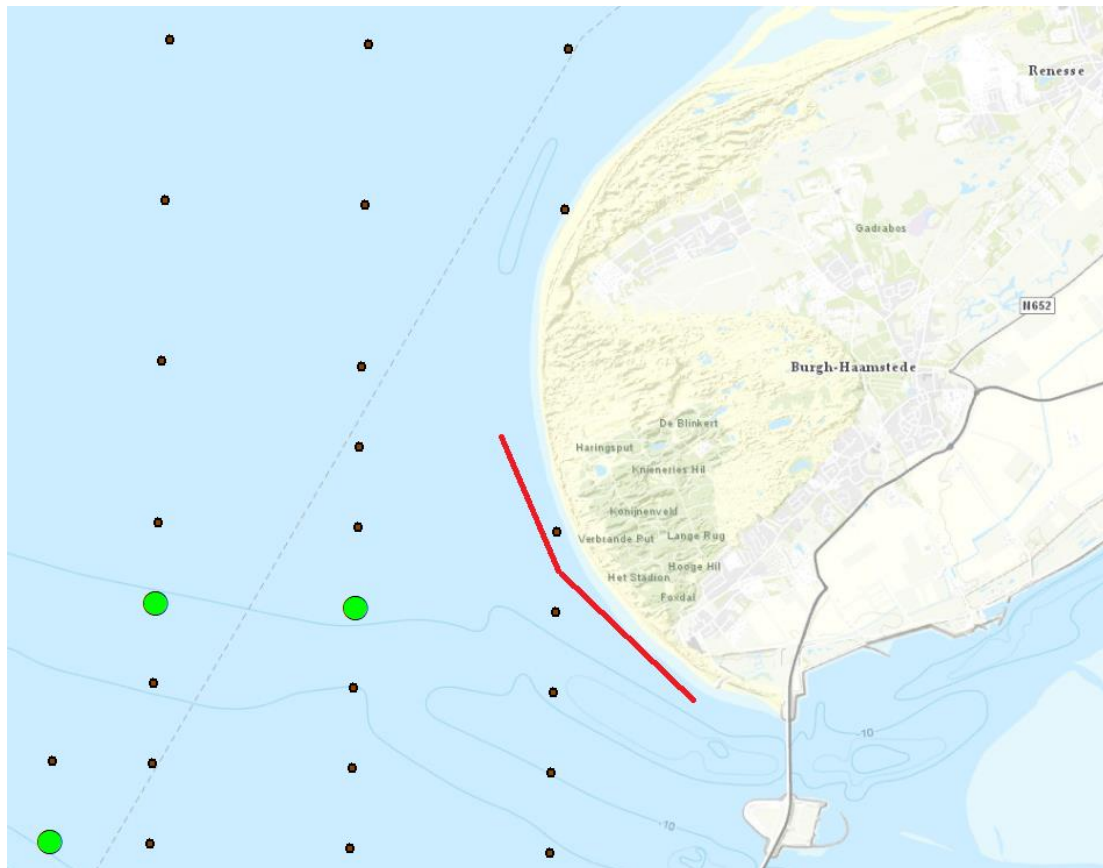 Renesse
Gadrabos
N652
Burgh-Haamstede
De Blinkert
Haringsput
Knieneries Hil
Konijnenveld
Verbrande Put
Lange Rug
Hooge Hil
Het Stadion
Foxdal
-10
-10